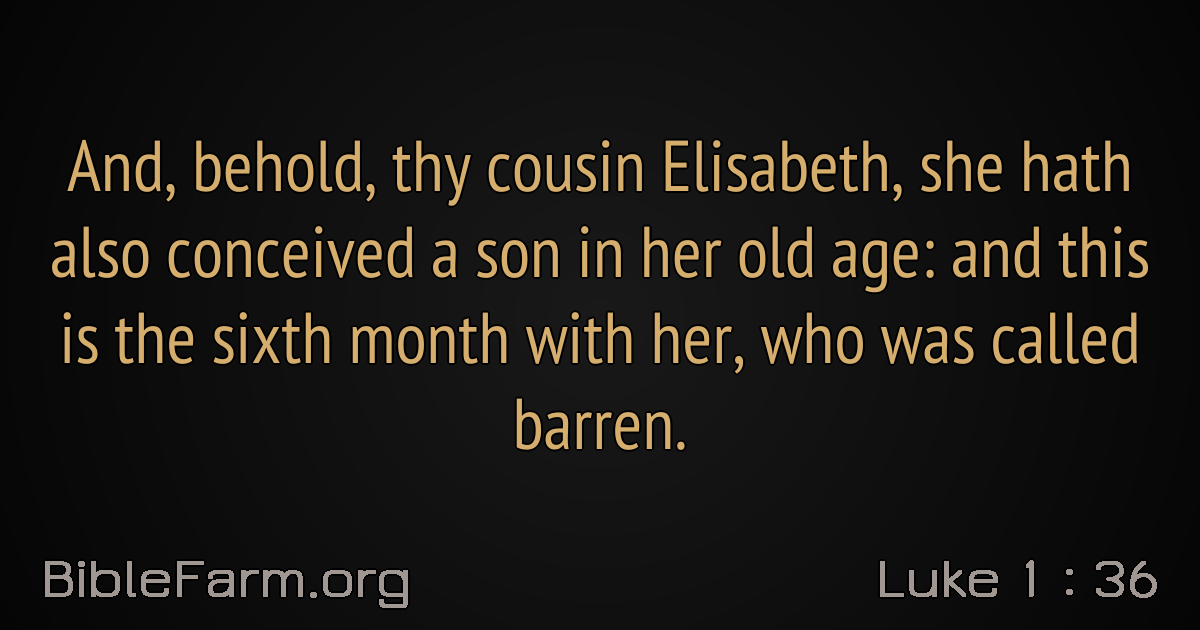 And, behold, thy cousin Elisabeth, she hath
also conceived a son in her old age: and this
is the sixth month with her, who was called
barren.
BibleFarm.org
Luke 1 : 36